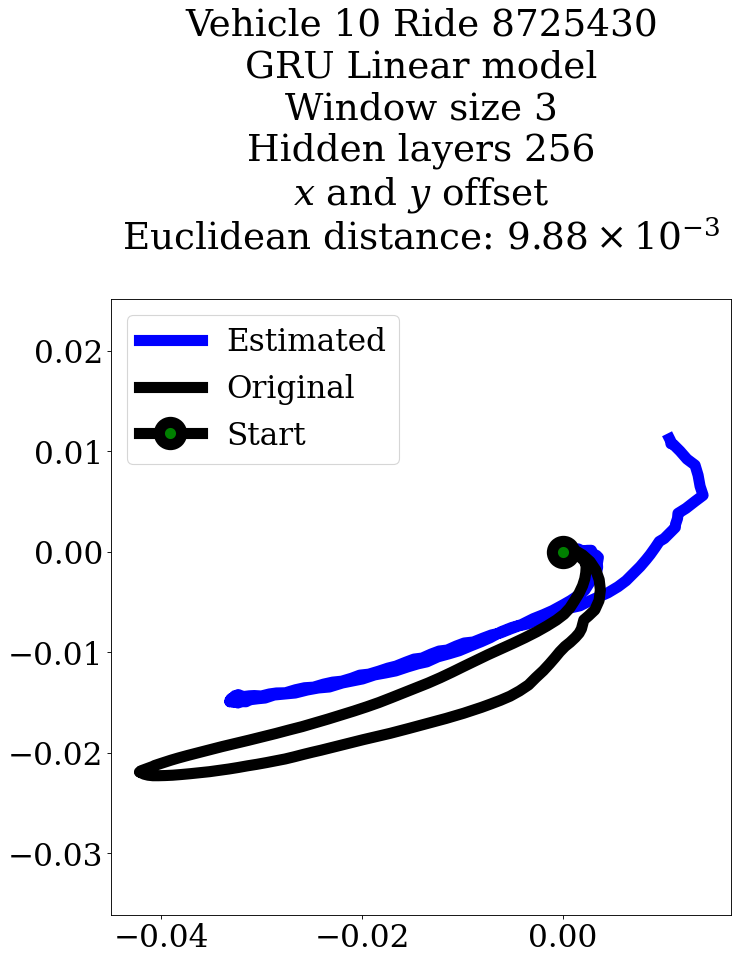 Vehicle 10 Ride 8725430
GRU Linear model
Window size 3
Hidden layers 256
x and y offset
Euclidean distance: 9.88 × 10⁻³
Estimated
Original
Start
0.02
0.01
0.00
−0.01
−0.02
−0.03
−0.04
−0.02
0.00